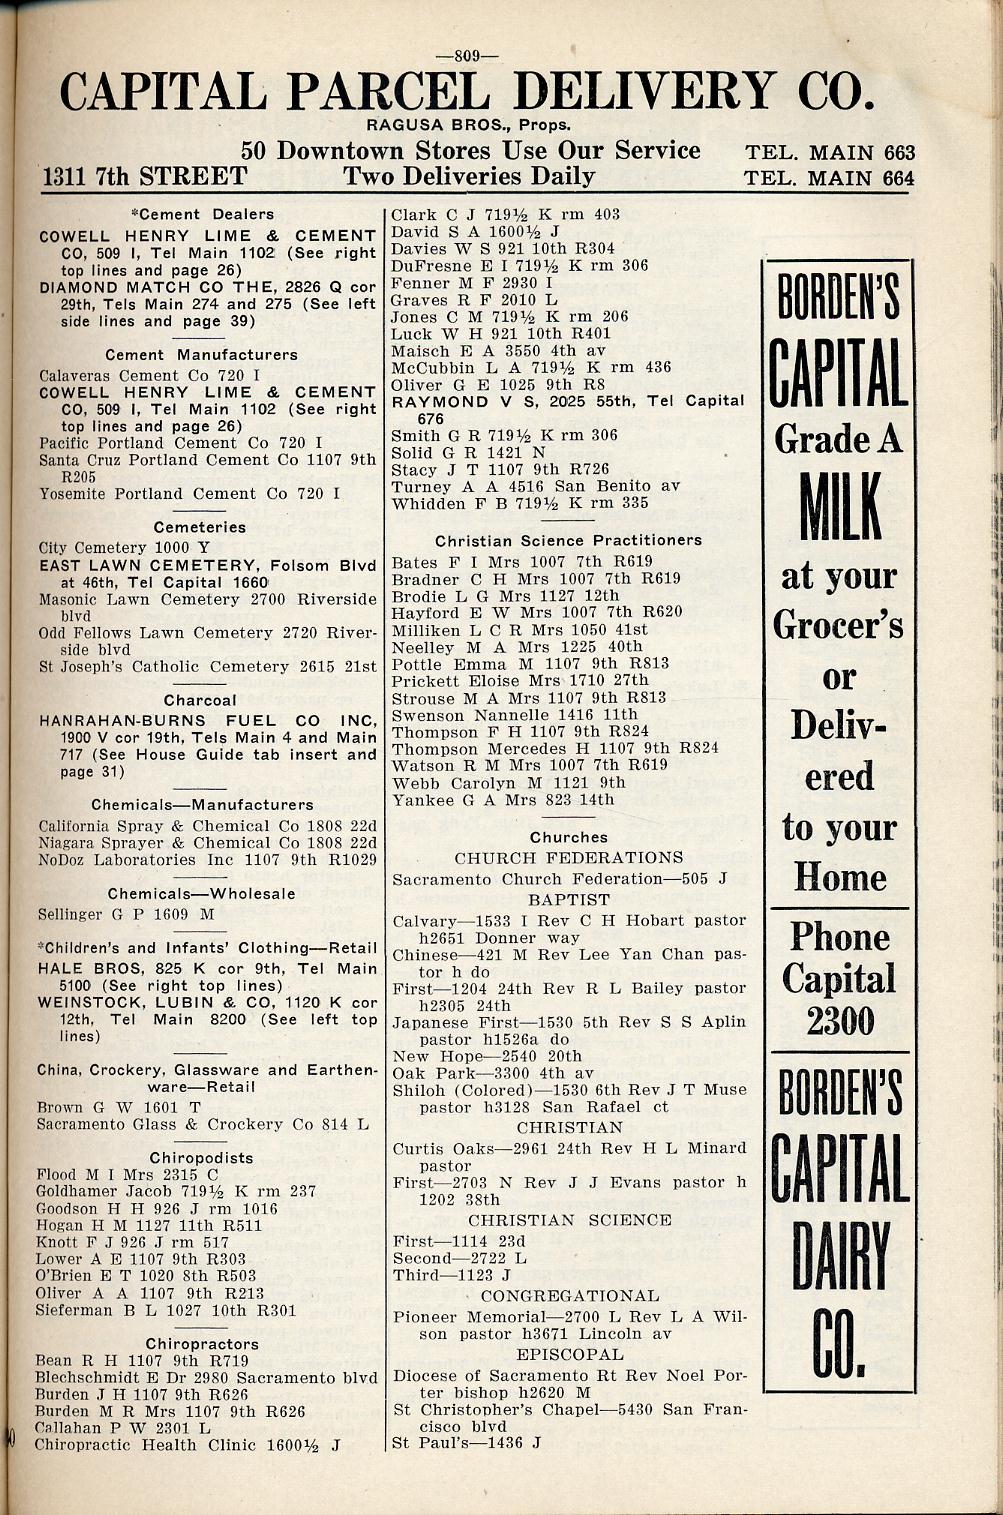 —809—
CAPITAL PARCEL DELIVERY CO.
RAGUSA BROS., Props.
50 Downtown Stores Use Our Service TEL. MAIN 663
1311 7th STREET Two Deliveries Daily TEL. MAIN 664
*Cement Dealers
COWELL HENRY LIME & CEMENT
CO, 509 I, Tel Main 1102 (See right
top lines and page 26)
DIAMOND MATCH CO THE, 2826 Q cor
29th, Tels Main 274 and 275 (See left
side lines and page 39)
Cement Manufacturers
Calaveras Cement Co 720 I
COWELL HENRY LIME & CEMENT
CO, 509 I, Tel Main 1102 (See right
top lines and page 26)
Pacific Portland Cement Co 720 I
Santa Cruz Portland Cement Co 1107 9th
R205
Yosemite Portland Cement Co 720 I
Cemeteries
City Cemetery 1000 Y
EAST LAWN CEMETERY, Folsom Blvd
at 46th, Tel Capital 1660
Masonic Lawn Cemetery 2700 Riverside
blvd
Odd Fellows Lawn Cemetery 2720 River-
side blvd
St Joseph's Catholic Cemetery 2615 21st
Charcoal
HANRAHAN-BURNS FUEL CO INC,
1900 V cor 19th, Tels Main 4 and Main
717 (See House Guide tab insert and
page 31)
Chemicals—Manufacturers
California Spray & Chemical Co 1808 22d
Niagara Sprayer & Chemical Co 1808 22d
NoDoz Laboratories Inc 1107 9th R1029
Chemicals—Wholesale
Sellinger G P 1609 M
*Children's and Infants' Clothing—Retail
HALE BROS, 825 K cor 9th, Tel Main
5100 (See right top lines)
WEINSTOCK, LUBIN & CO, 1120 K cor
12th, Tel Main 8200 (See left top
lines)
China, Crockery, Glassware and Earthen-
ware—Retail
Brown G W 1601 T
Sacramento Glass & Crockery Co 814 L
Chiropodists
Flood M I Mrs 2315 C
Goldhamer Jacob 719½ K rm 237
Goodson H H 926 J rm 1016
Hogan H M 1127 11th R511
Knott F J 926 J rm 517
Lower A E 1107 9th R303
O'Brien E T 1020 8th R503
Oliver A A 1107 9th R213
Sieferman B L 1027 10th R301
Chiropractors
Bean R H 1107 9th R719
Blechschmidt E Dr 2980 Sacramento blvd
Burden J H 1107 9th R626
Burden M R Mrs 1107 9th R626
Callahan P W 2301 L
Chiropractic Health Clinic 1600½ J
Clark C J 719½ K rm 403
David S A 1600½ J
Davies W S 921 10th R304
DuFresne E I 719½ K rm 306
Fenner M F 2930 I
Graves R F 2010 L
Jones C M 719½ K rm 206
Luck W H 921 10th R401
Maisch E A 3550 4th av
McCubbin L A 719½ K rm 436
Oliver G E 1025 9th R8
RAYMOND V S, 2025 55th, Tel Capital
676
Smith G R 719½ K rm 306
Solid G R 1421 N
Stacy J T 1107 9th R726
Turney A A 4516 San Benito av
Whidden F B 719½ K rm 335
Christian Science Practitioners
Bates F I Mrs 1007 7th R619
Bradner C H Mrs 1007 7th R619
Brodie L G Mrs 1127 12th
Hayford E W Mrs 1007 7th R620
Milliken L C R Mrs 1050 41st
Neelley M A Mrs 1225 40th
Pottle Emma M 1107 9th R813
Prickett Eloise Mrs 1710 27th
Strouse M A Mrs 1107 9th R813
Swenson Nannelle 1416 11th
Thompson F H 1107 9th R824
Thompson Mercedes H 1107 9th R824
Watson R M Mrs 1007 7th R619
Webb Carolyn M 1121 9th
Yankee G A Mrs 823 14th
Churches
CHURCH FEDERATIONS
Sacramento Church Federation—505 J
BAPTIST
Calvary—1533 I Rev C H Hobart pastor
h2651 Donner way
Chinese—421 M Rev Lee Yan Chan pas-
tor h do
First—1204 24th Rev R L Bailey pastor
h2305 24th
Japanese First—1530 5th Rev S S Aplin
pastor h1526a do
New Hope—2540 20th
Oak Park—3300 4th av
Shiloh (Colored)—1530 6th Rev J T Muse
pastor h3128 San Rafael ct
CHRISTIAN
Curtis Oaks—2961 24th Rev H L Minard
pastor
First—2703 N Rev J J Evans pastor h
1202 38th
CHRISTIAN SCIENCE
First—1114 23d
Second—2722 L
Third—1123 J
CONGREGATIONAL
Pioneer Memorial—2700 L Rev L A Wil-
son pastor h3671 Lincoln av
EPISCOPAL
Diocese of Sacramento Rt Rev Noel Por-
ter bishop h2620 M
St Christopher's Chapel—5430 San Fran-
cisco blvd
St Paul's—1436 J
BORDEN'S
CAPITAL
Grade A
MILK
at your
Grocer's
or
Deliv-
ered
to your
Home
Phone
Capital
2300
BORDEN'S
CAPITAL
DAIRY
CO.